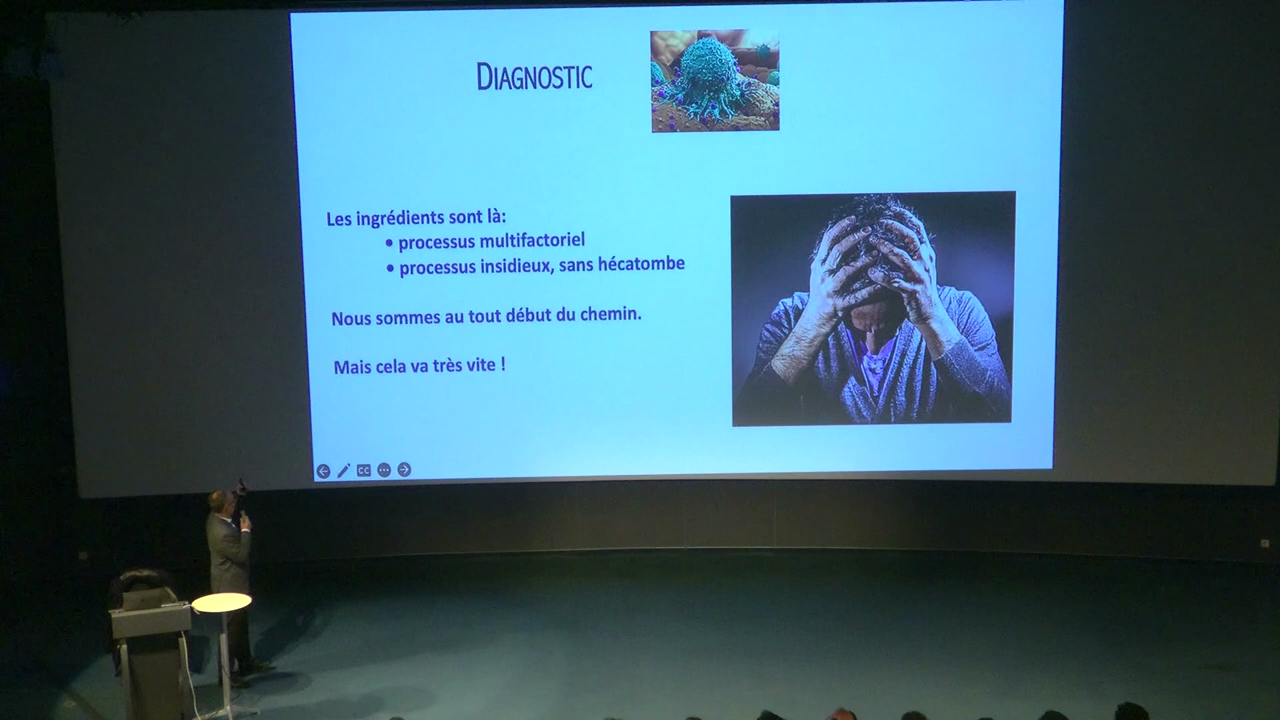 DIAGNOSTIC
Les ingrédients sont là:
• processus multifactoriel
• processus insidieux, sans hécatombe
Nous sommes au tout début du chemin.
Mais cela va très vite !
CC